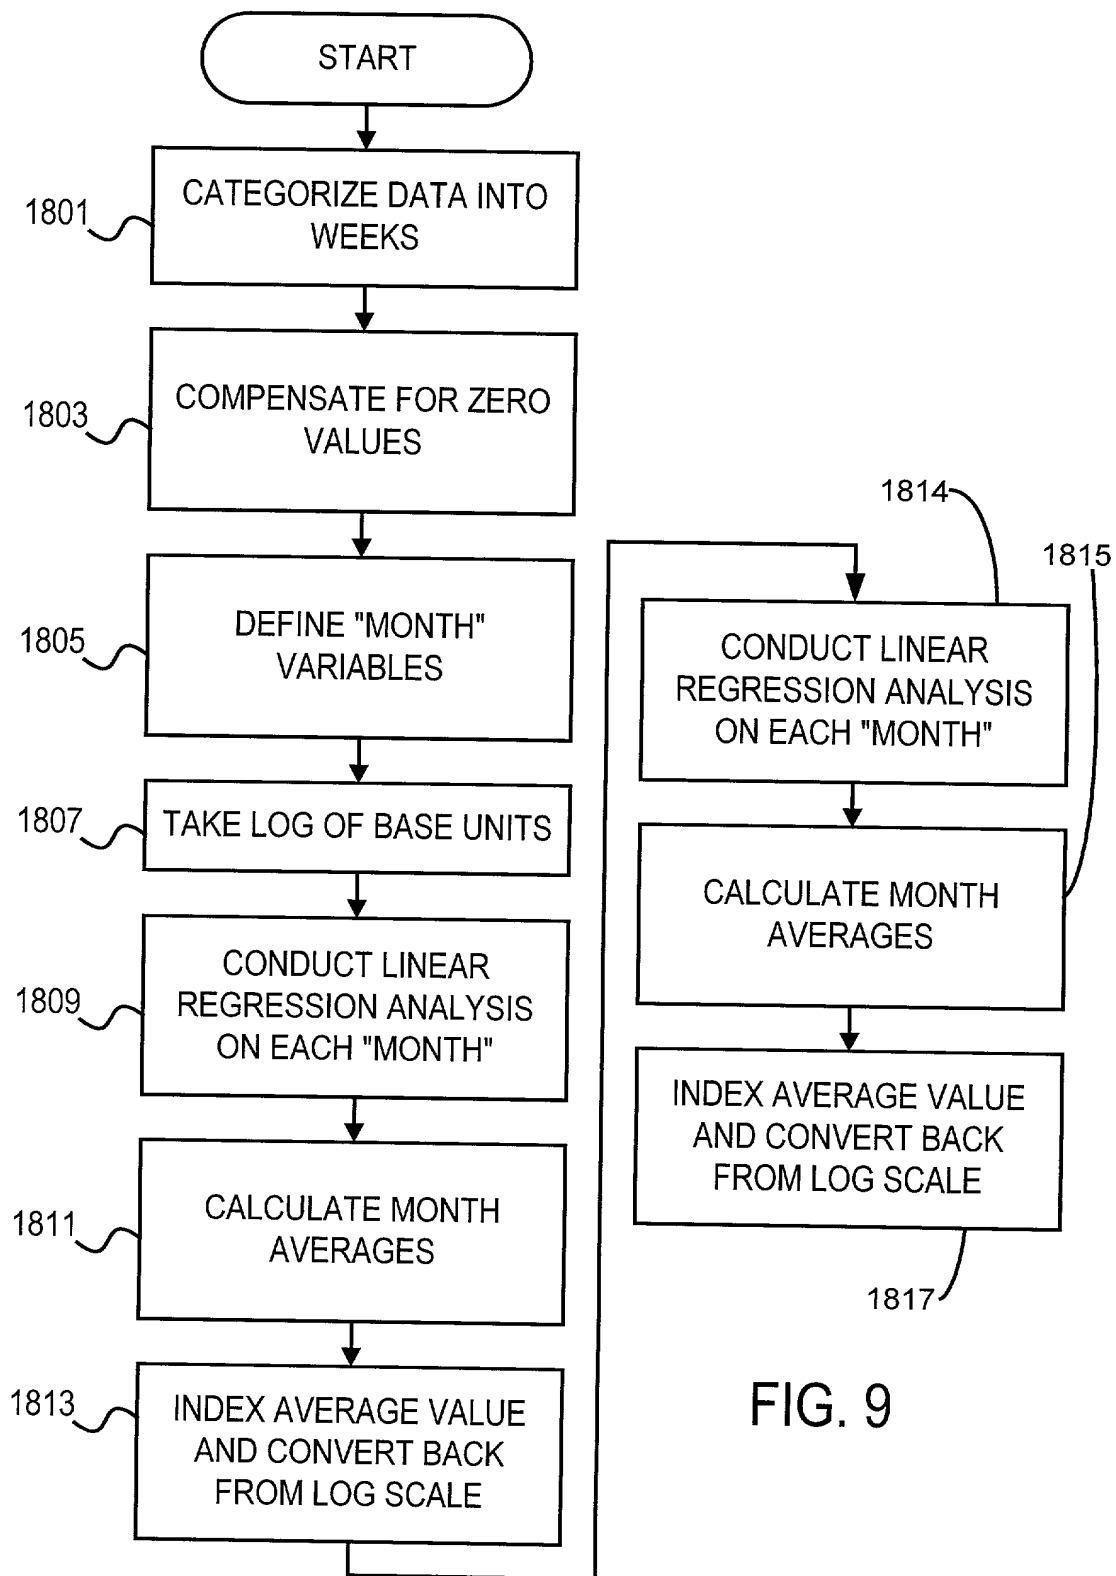 START
1801
CATEGORIZE DATA INTO
WEEKS
1803
COMPENSATE FOR ZERO
VALUES
1805
DEFINE "MONTH"
VARIABLES
1807
TAKE LOG OF BASE UNITS
1809
CONDUCT LINEAR
REGRESSION ANALYSIS
ON EACH "MONTH"
1811
CALCULATE MONTH
AVERAGES
1813
INDEX AVERAGE VALUE
AND CONVERT BACK
FROM LOG SCALE
1814
CONDUCT LINEAR
REGRESSION ANALYSIS
ON EACH "MONTH"
1815
CALCULATE MONTH
AVERAGES
INDEX AVERAGE VALUE
AND CONVERT BACK
FROM LOG SCALE
1817
FIG. 9